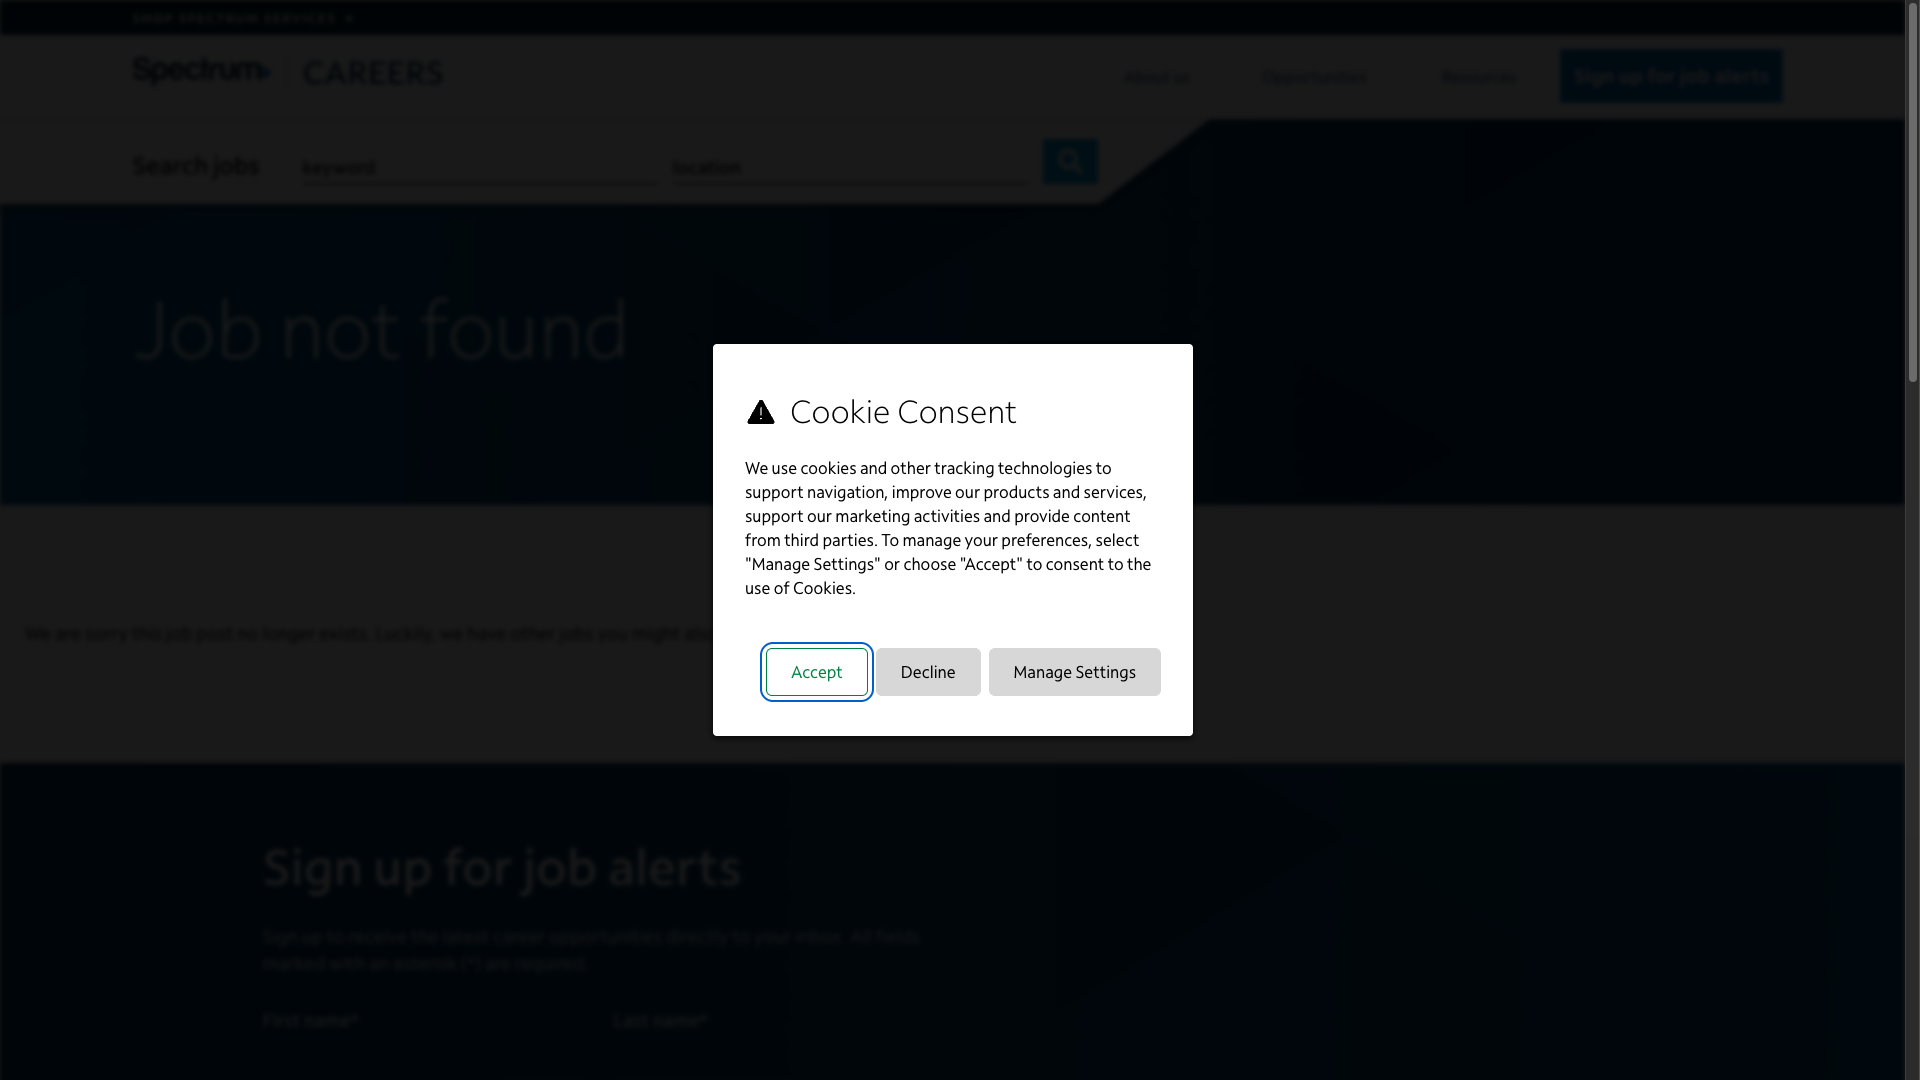 SHOP SPECTRUM SERVICES
Spectrum CAREERS
About us Opportunities Resources Sign up for job alerts
Search jobs keyword location
Job not found
Cookie Consent
We use cookies and other tracking technologies to
support navigation, improve our products and services,
support our marketing activities and provide content
from third parties. To manage your preferences, select
"Manage Settings" or choose "Accept" to consent to the
use of Cookies.
We are sorry this job post no longer exists. Luckily, we have other jobs you might also
Accept Decline Manage Settings
Sign up for job alerts
Sign up to receive the latest career opportunities directly to your inbox. All fields
marked with an asterisk (*) are required.
First name* Last name*